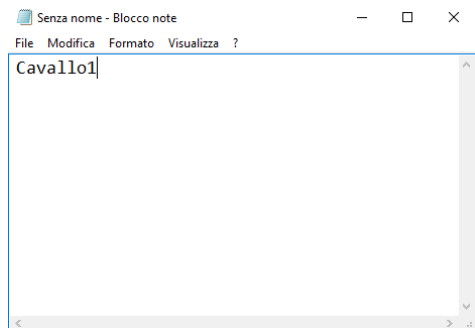 Senza nome - Blocco note
File Modifica Formato Visualizza ?
Cavallo1